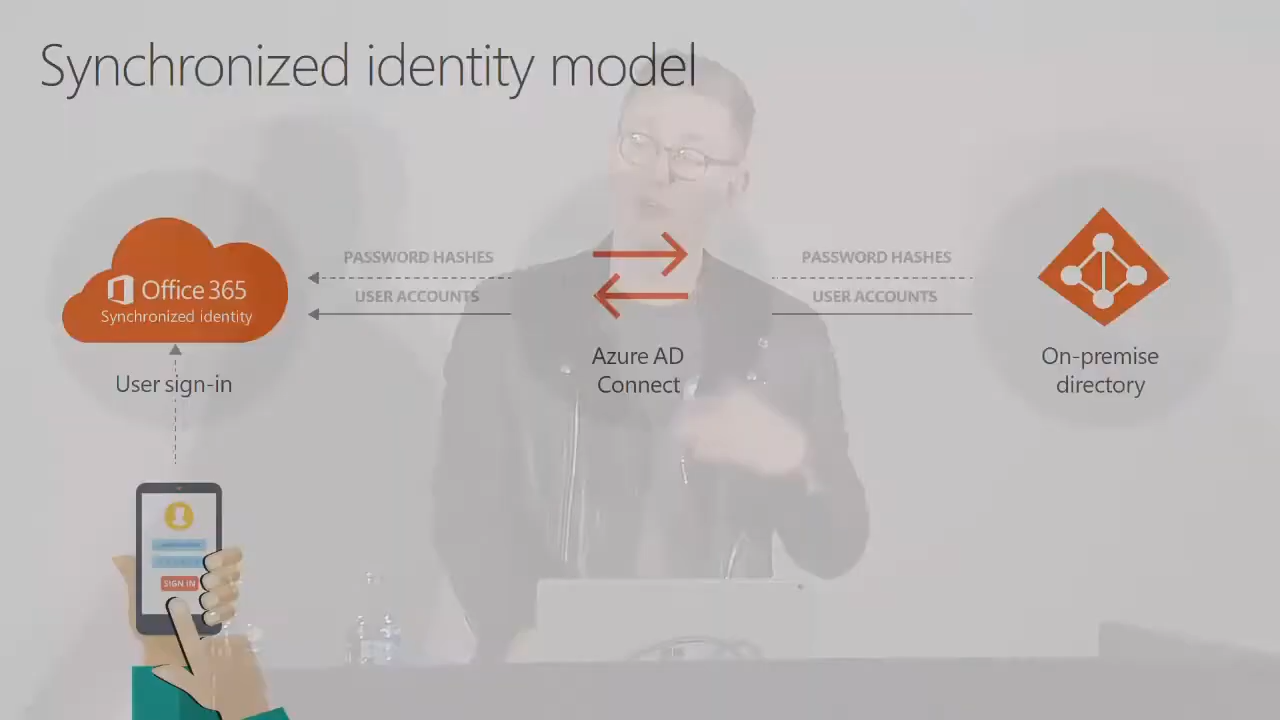 Synchronized identity model
PASSWORD HASHES
USER ACCOUNTS
PASSWORD HASHES
USER ACCOUNTS
Office 365
Synchronized identity
Azure AD
Connect
On-premise
directory
User sign-in
SIGN IN